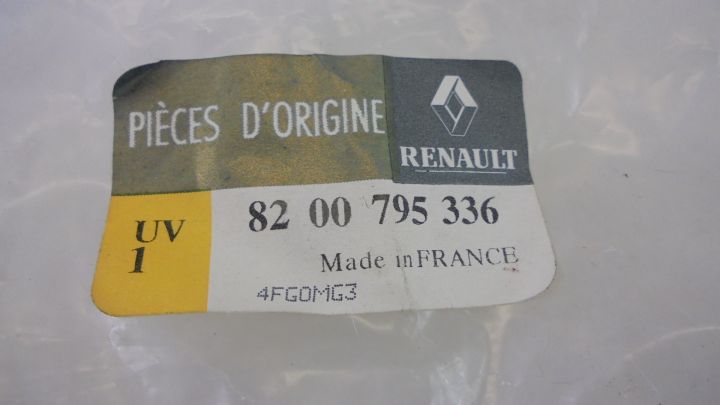 PIÈCES D'ORIGINE
RENAULT
UV
1
82 00 795 336
Made in FRANCE
4FGOMG3